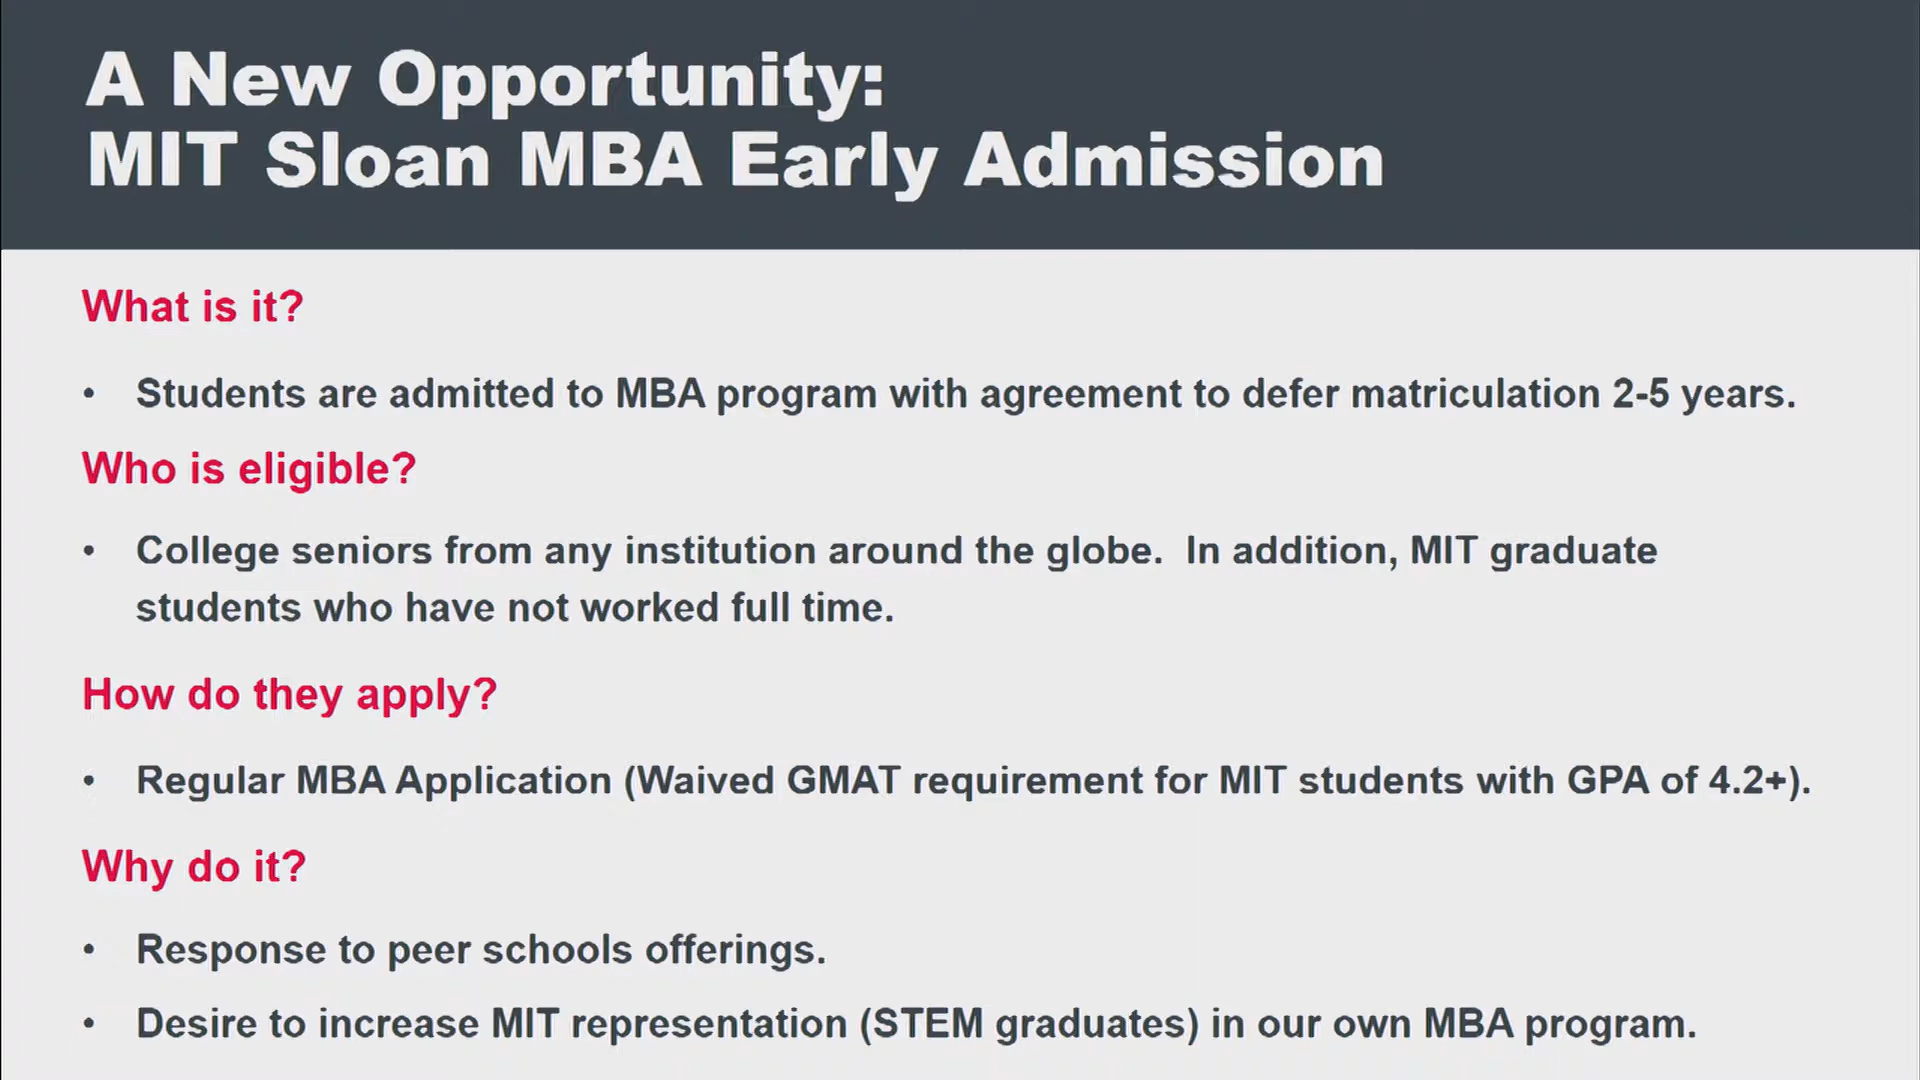 A New Opportunity:
MIT Sloan MBA Early Admission
What is it?
• Students are admitted to MBA program with agreement to defer matriculation 2-5 years.
Who is eligible?
• College seniors from any institution around the globe.  In addition, MIT graduate
students who have not worked full time.
How do they apply?
• Regular MBA Application (Waived GMAT requirement for MIT students with GPA of 4.2+).
Why do it?
• Response to peer schools offerings.
• Desire to increase MIT representation (STEM graduates) in our own MBA program.